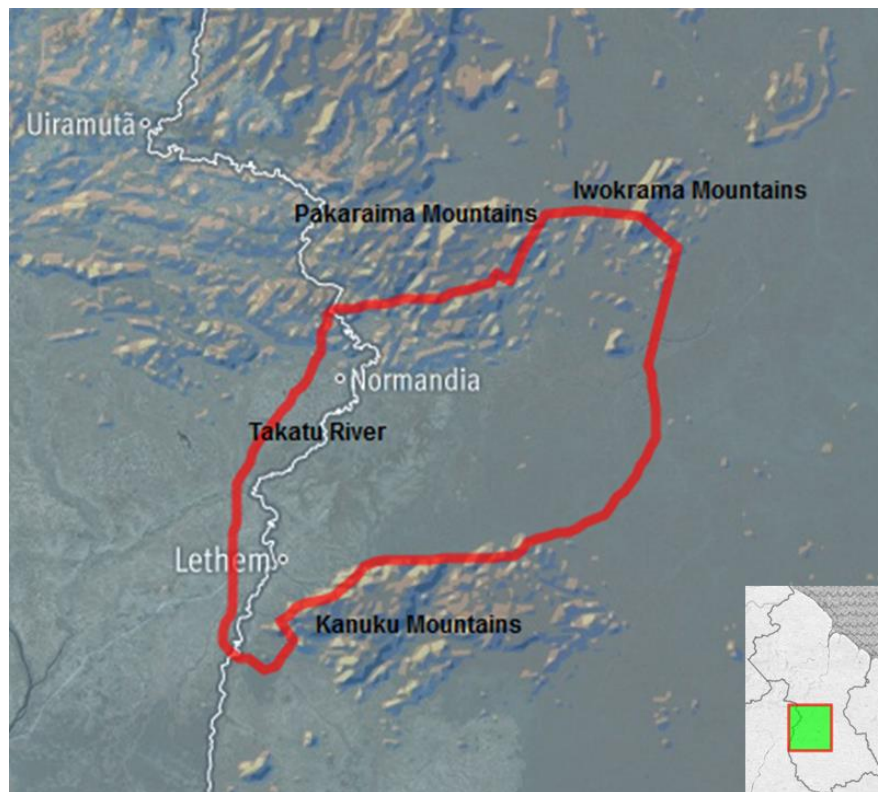 Uiramutã
Iwokrama Mountains
Pakaraima Mountains
Normandia
Takatu River
Lethem
Kanuku Mountains